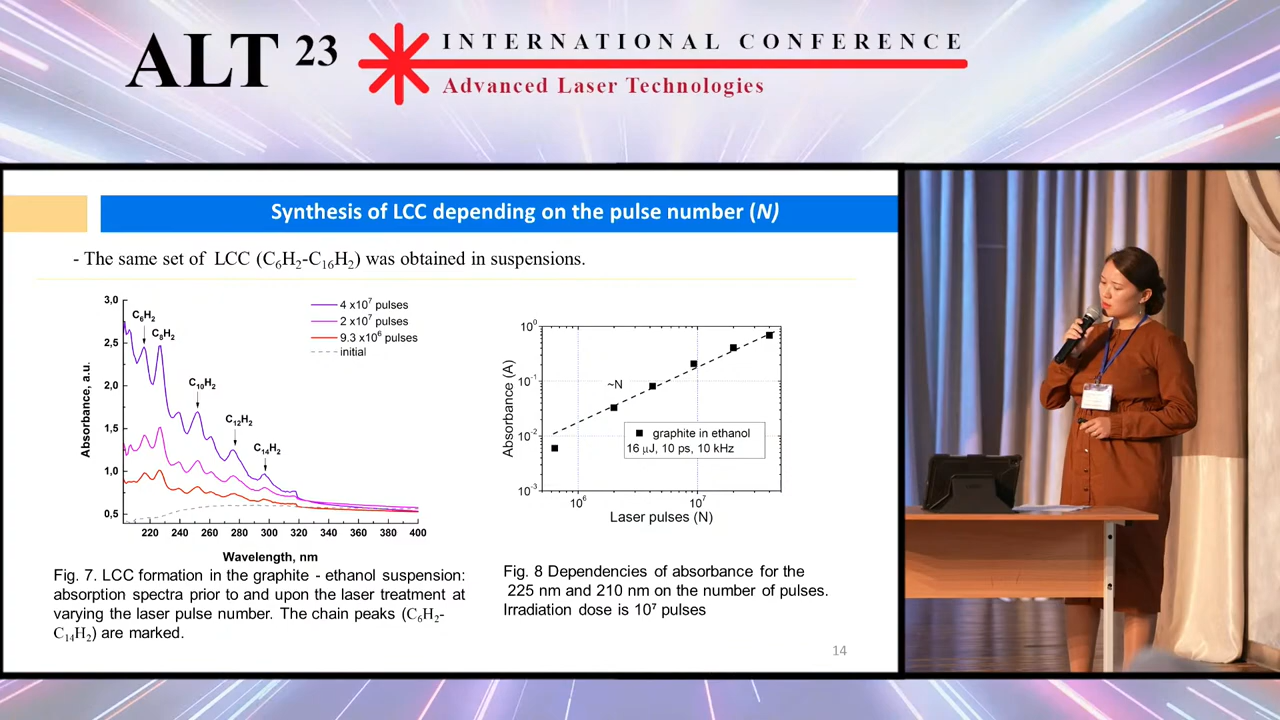 ALT 23
INTERNATIONAL CONFERENCE
Advanced Laser Technologies
Synthesis of LCC depending on the pulse number (N)
- The same set of LCC (C₆H₂-C₁₆H₂) was obtained in suspensions.
3,0
2,5
2,0
1,5
1,0
0,5
Absorbance, a.u.
C₆H₂
C₈H₂
C₁₀H₂
C₁₂H₂
C₁₄H₂
4 x10⁷ pulses
2 x10⁷ pulses
9.3 x10⁶ pulses
initial
220 240 260 280 300 320 340 360 380 400
Wavelength, nm
Fig. 7. LCC formation in the graphite - ethanol suspension:
absorption spectra prior to and upon the laser treatment at
varying the laser pulse number. The chain peaks (C₆H₂-
C₁₄H₂) are marked.
10⁰
10⁻¹
10⁻²
10⁻³
Absorbance (A)
~N
graphite in ethanol
16 μJ, 10 ps, 10 kHz
10⁶ 10⁷
Laser pulses (N)
Fig. 8 Dependencies of absorbance for the
225 nm and 210 nm on the number of pulses.
Irradiation dose is 10⁷ pulses
14